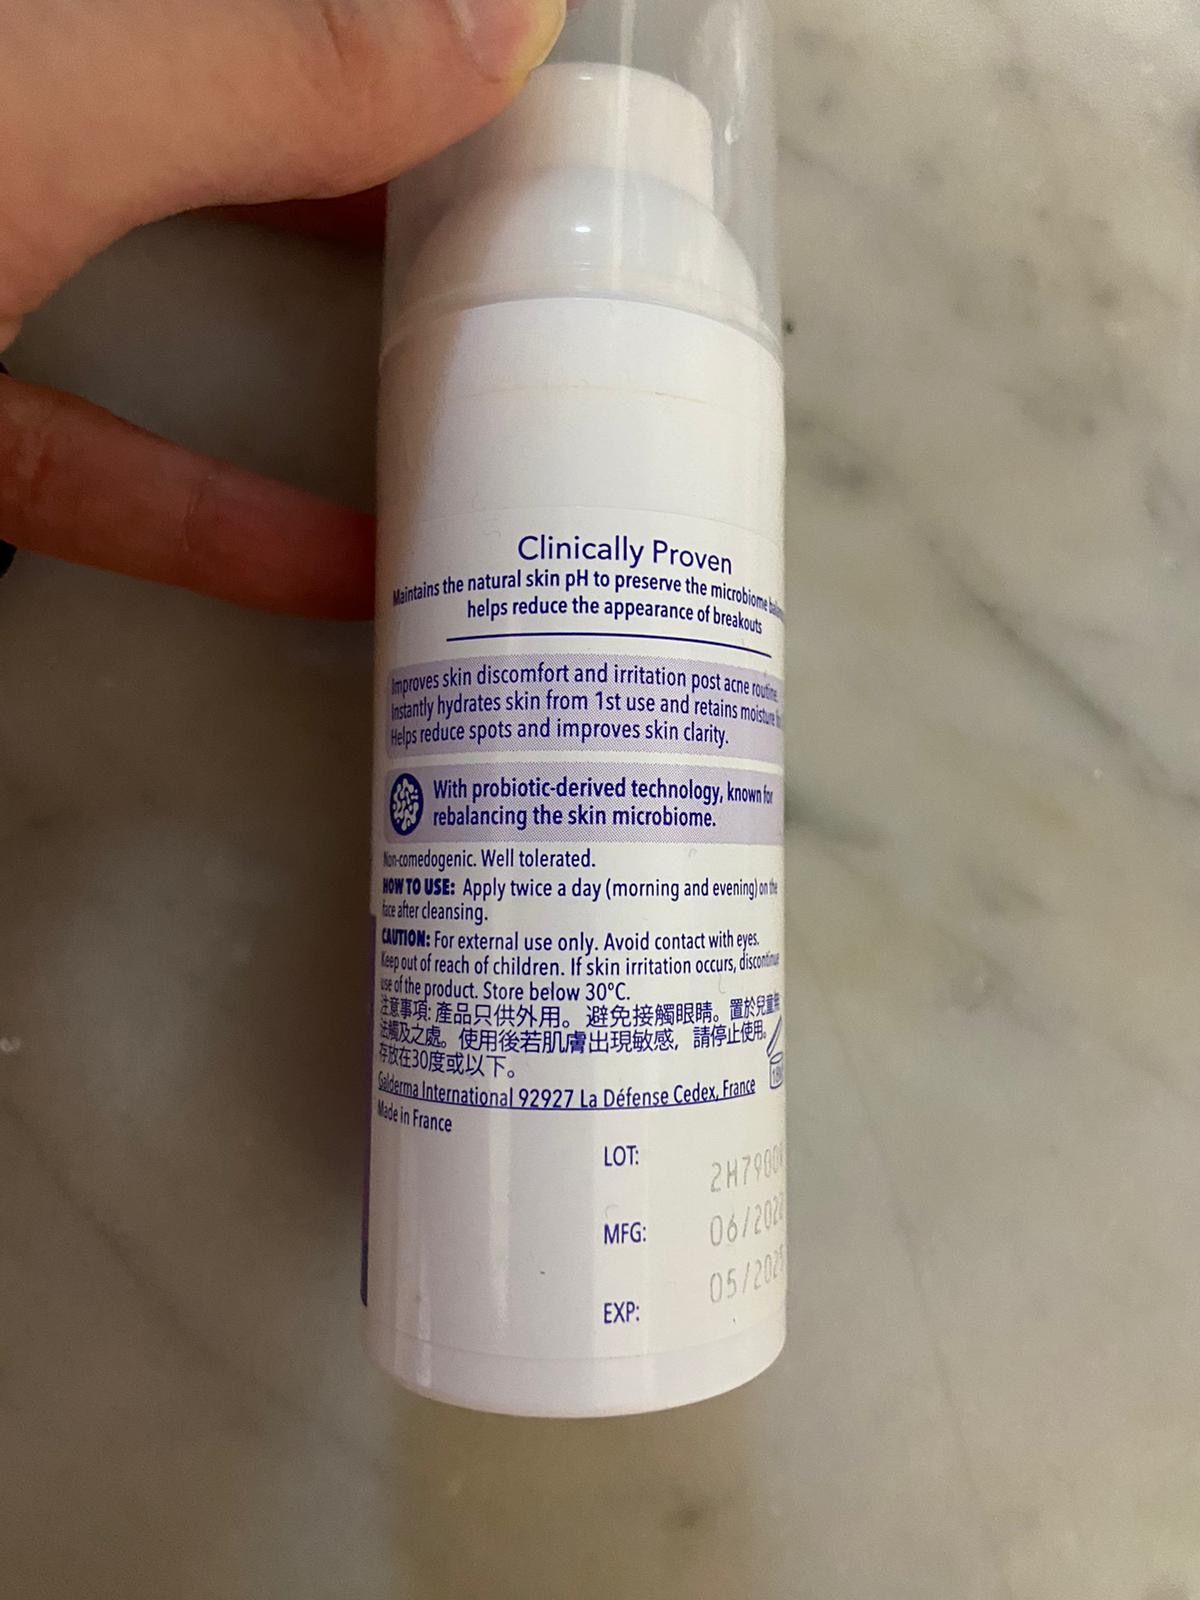 Clinically Proven
Maintains the natural skin pH to preserve the microbiome
helps reduce the appearance of breakouts
Improves skin discomfort and irritation post acne routine.
Instantly hydrates skin from 1st use and retains moisture
Helps reduce spots and improves skin clarity.
With probiotic-derived technology, known for
rebalancing the skin microbiome.
Non-comedogenic. Well tolerated.
HOW TO USE: Apply twice a day (morning and evening) on the
face after cleansing.
CAUTION: For external use only. Avoid contact with eyes.
Keep out of reach of children. If skin irritation occurs, discontinue
use of the product. Store below 30°C.
注意事項: 產品只供外用。 避免接觸眼睛。 置於兒童無
法觸及之處。 使用後若肌膚出現敏感, 請停止使用。
存放在30度或以下。
Galderma International 92927 La Défense Cedex, France
Made in France
LOT:
MFG:
EXP: